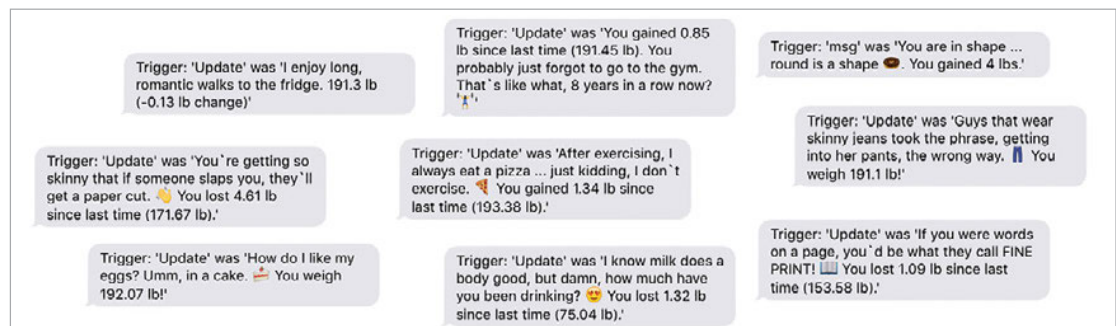 Trigger: 'Update' was 'I enjoy long,
romantic walks to the fridge. 191.3 lb
(-0.13 lb change)'
Trigger: 'Update' was 'You gained 0.85
lb since last time (191.45 lb). You
probably just forgot to go to the gym.
That`s like what, 8 years in a row now?
🏋️'
Trigger: 'msg' was 'You are in shape ...
round is a shape 🍩. You gained 4 lbs.'
Trigger: 'Update' was 'Guys that wear
skinny jeans took the phrase, getting
into her pants, the wrong way. 👖 You
weigh 191.1 lb!'
Trigger: 'Update' was 'You`re getting so
skinny that if someone slaps you, they`ll
get a paper cut. 👋 You lost 4.61 lb
since last time (171.67 lb).'
Trigger: 'Update' was 'After exercising, I
always eat a pizza ... just kidding, I don`t
exercise. 🍕 You gained 1.34 lb since
last time (193.38 lb).'
Trigger: 'Update' was 'How do I like my
eggs? Umm, in a cake. 🍰 You weigh
192.07 lb!'
Trigger: 'Update' was 'I know milk does a
body good, but damn, how much have
you been drinking? 😍 You lost 1.32 lb
since last time (75.04 lb).'
Trigger: 'Update' was 'If you were words
on a page, you`d be what they call FINE
PRINT! 📖 You lost 1.09 lb since last
time (153.58 lb).'